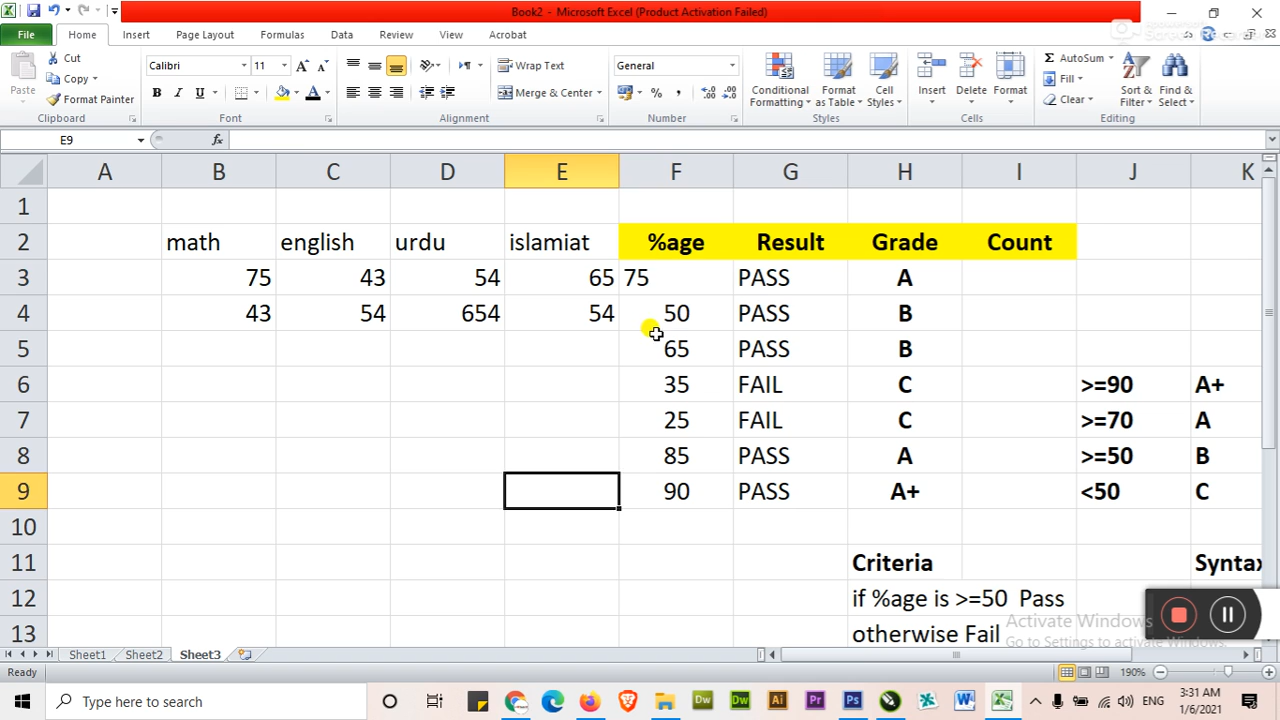 Book2 - Microsoft Excel (Product Activation Failed)
File Home Insert Page Layout Formulas Data Review View Acrobat
Paste Cut Copy Format Painter Clipboard
Calibri 11 B I U Font
Wrap Text Merge & Center Alignment
General % , Number
Conditional Formatting Format as Table Cell Styles Styles
Insert Delete Format Cells
Σ AutoSum Fill Clear Sort & Filter Find & Select Editing
E9 fx
A B C D E F G H I J K
1
2 math english urdu islamiat %age Result Grade Count
3 75 43 54 65 75 PASS A
4 43 54 654 54 50 PASS B
5 65 PASS B
6 35 FAIL C >=90 A+
7 25 FAIL C >=70 A
8 85 PASS A >=50 B
9 90 PASS A+ <50 C
10
11 Criteria Syntax
12 if %age is >=50 Pass
13 otherwise Fail
Activate Windows
Go to Settings to activate Windows.
Sheet1 Sheet2 Sheet3
Ready 190%
Type here to search
Dw Dw Ai Pr Ps W
ENG 3:31 AM
1/6/2021